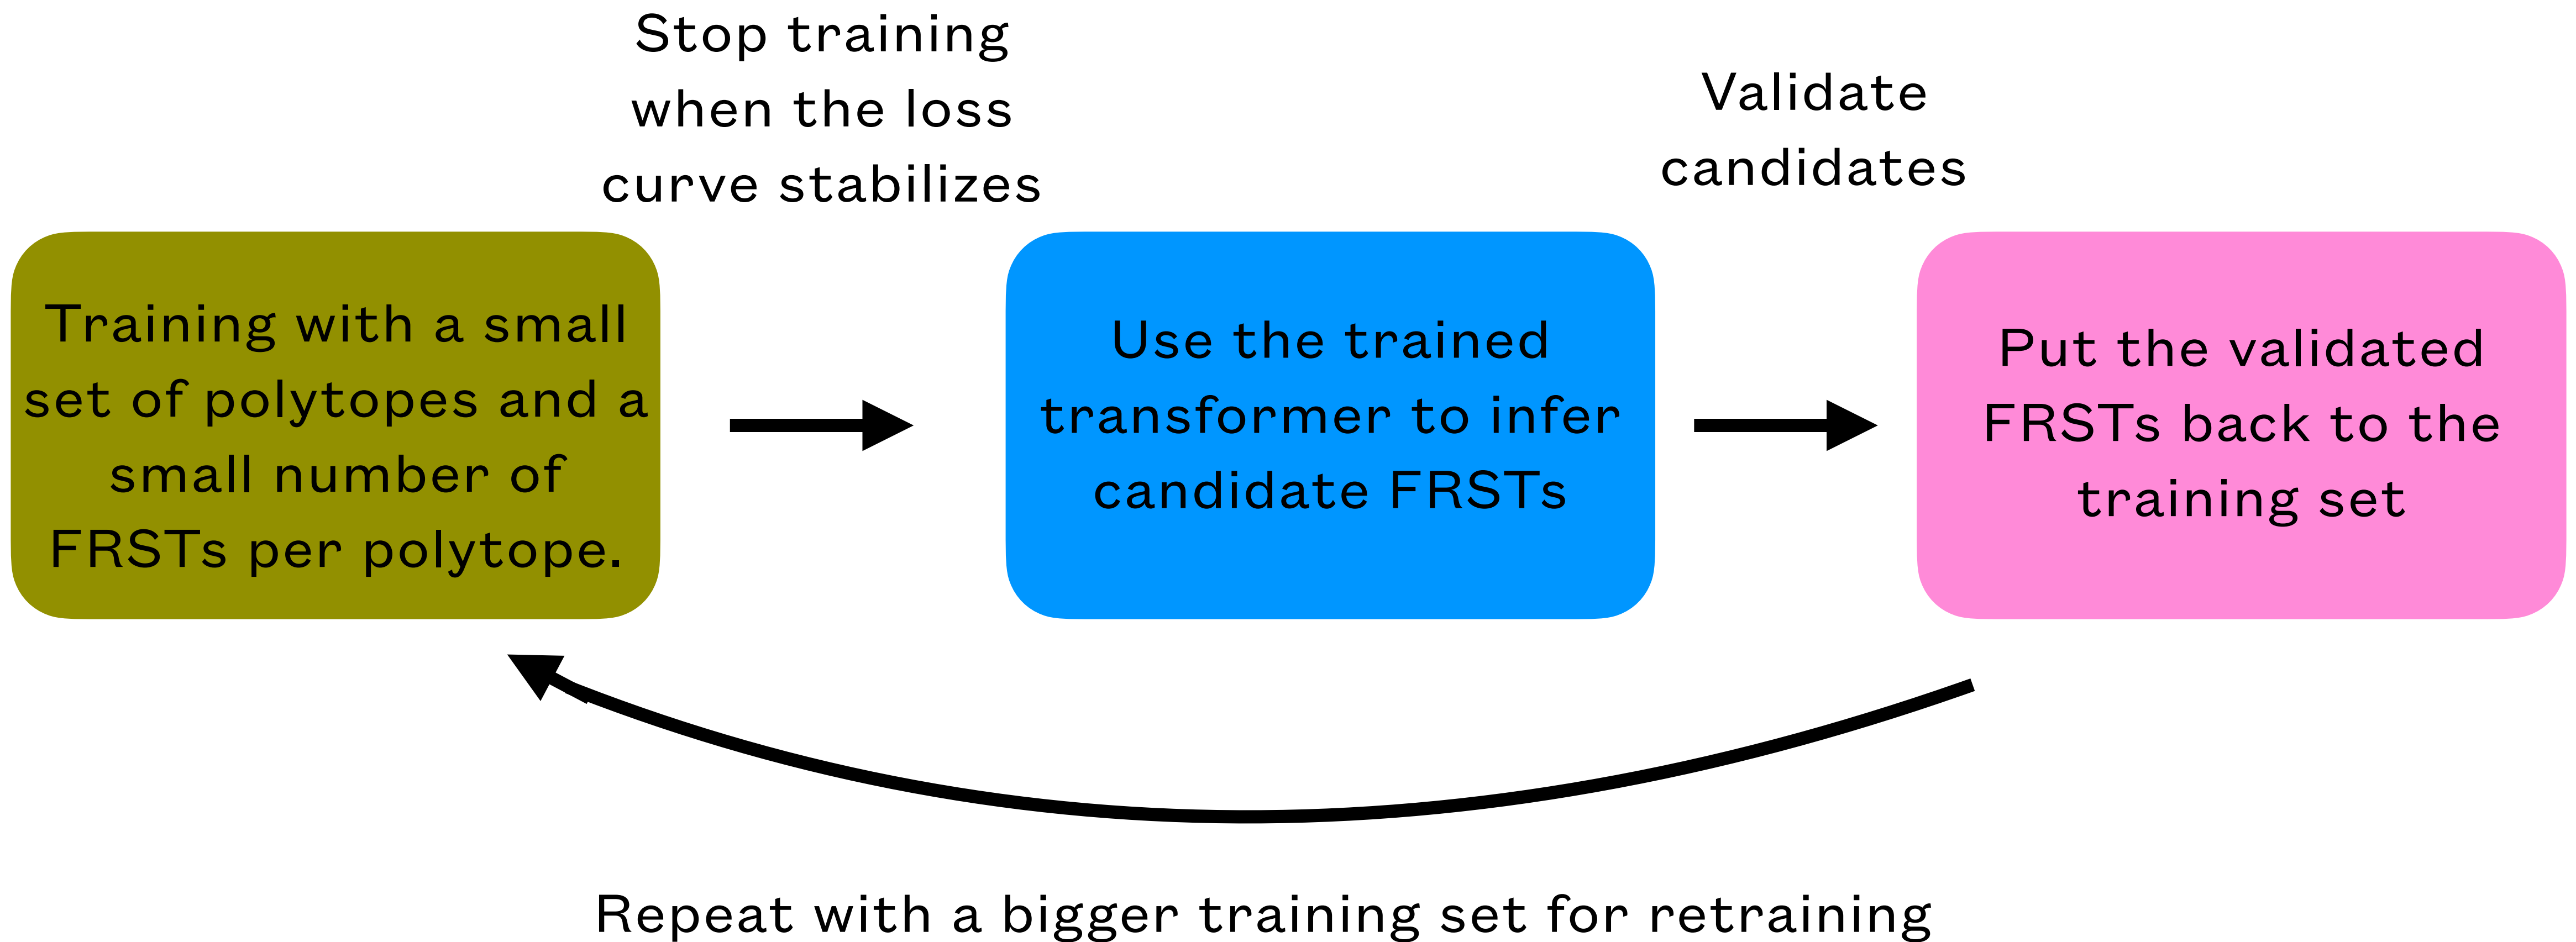 Stop training
when the loss
curve stabilizes
Validate
candidates
Training with a small
set of polytopes and a
small number of
FRSTs per polytope.
Use the trained
transformer to infer
candidate FRSTs
Put the validated
FRSTs back to the
training set
Repeat with a bigger training set for retraining